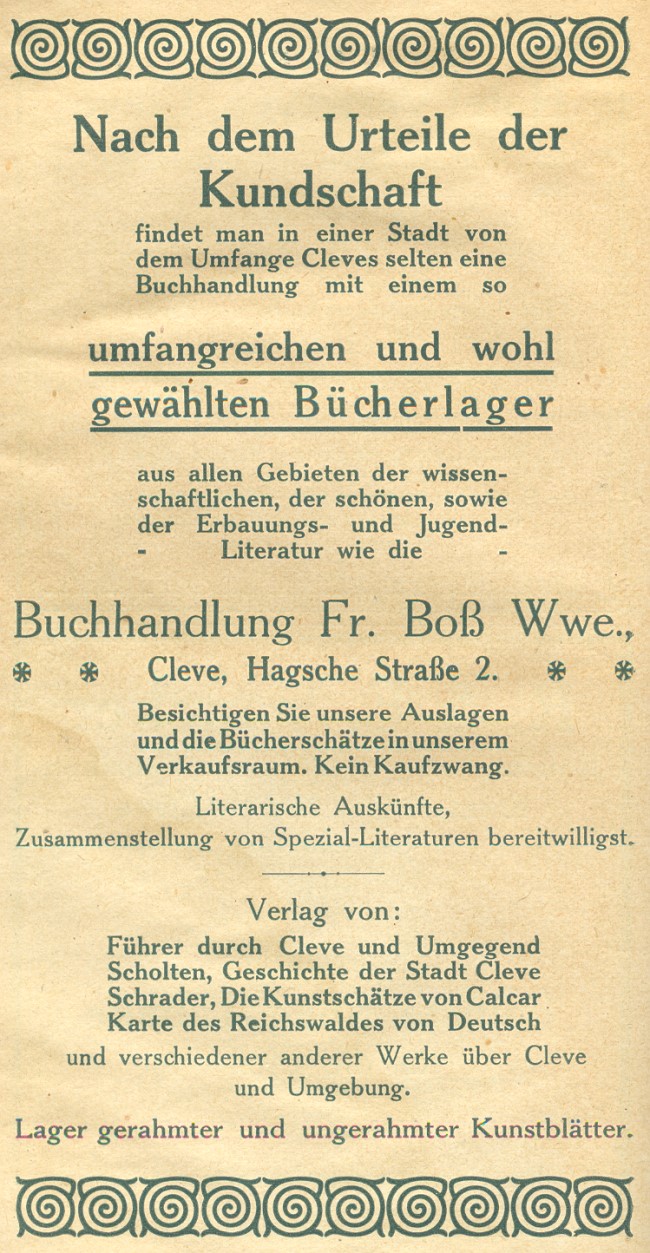 Nach dem Urteile der
Kundschaft
findet man in einer Stadt von
dem Umfange Cleves selten eine
Buchhandlung mit einem so
umfangreichen und wohl
gewählten Bücherlager
aus allen Gebieten der wissen-
schaftlichen, der schönen, sowie
der Erbauungs- und Jugend-
- Literatur wie die -
Buchhandlung Fr. Boß Wwe.,
* * Cleve, Hagsche Straße 2. * *
Besichtigen Sie unsere Auslagen
und die Bücherschätze in unserem
Verkaufsraum. Kein Kaufzwang.
Literarische Auskünfte,
Zusammenstellung von Spezial-Literaturen bereitwilligst.
Verlag von:
Führer durch Cleve und Umgegend
Scholten, Geschichte der Stadt Cleve
Schrader, Die Kunstschätze von Calcar
Karte des Reichswaldes von Deutsch
und verschiedener anderer Werke über Cleve
und Umgebung.
Lager gerahmter und ungerahmter Kunstblätter.